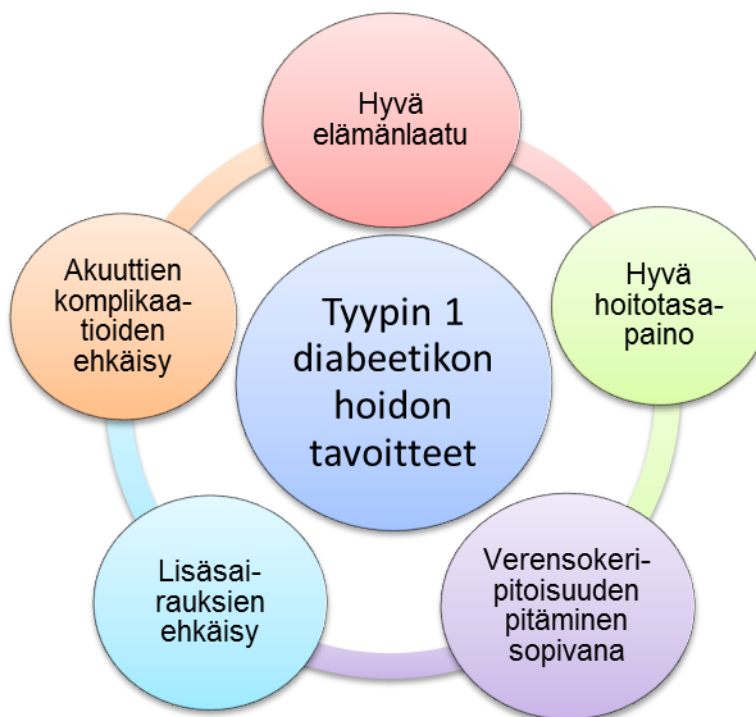 Hyvä
elämänlaatu
Hyvä
hoitotasa-
paino
Verensokeri-
pitoisuuden
pitäminen
sopivana
Lisäsai-
rauksien
ehkäisy
Akuuttien
komplikaa-
tioiden
ehkäisy
Tyypin 1
diabeetikon
hoidon
tavoitteet